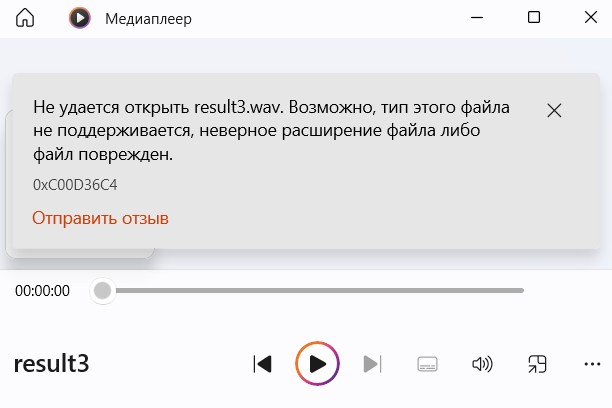 Медиаплеер
Не удается открыть result3.wav. Возможно, тип этого файла
не поддерживается, неверное расширение файла либо
файл поврежден.
0xC00D36C4
Отправить отзыв
00:00:00
result3